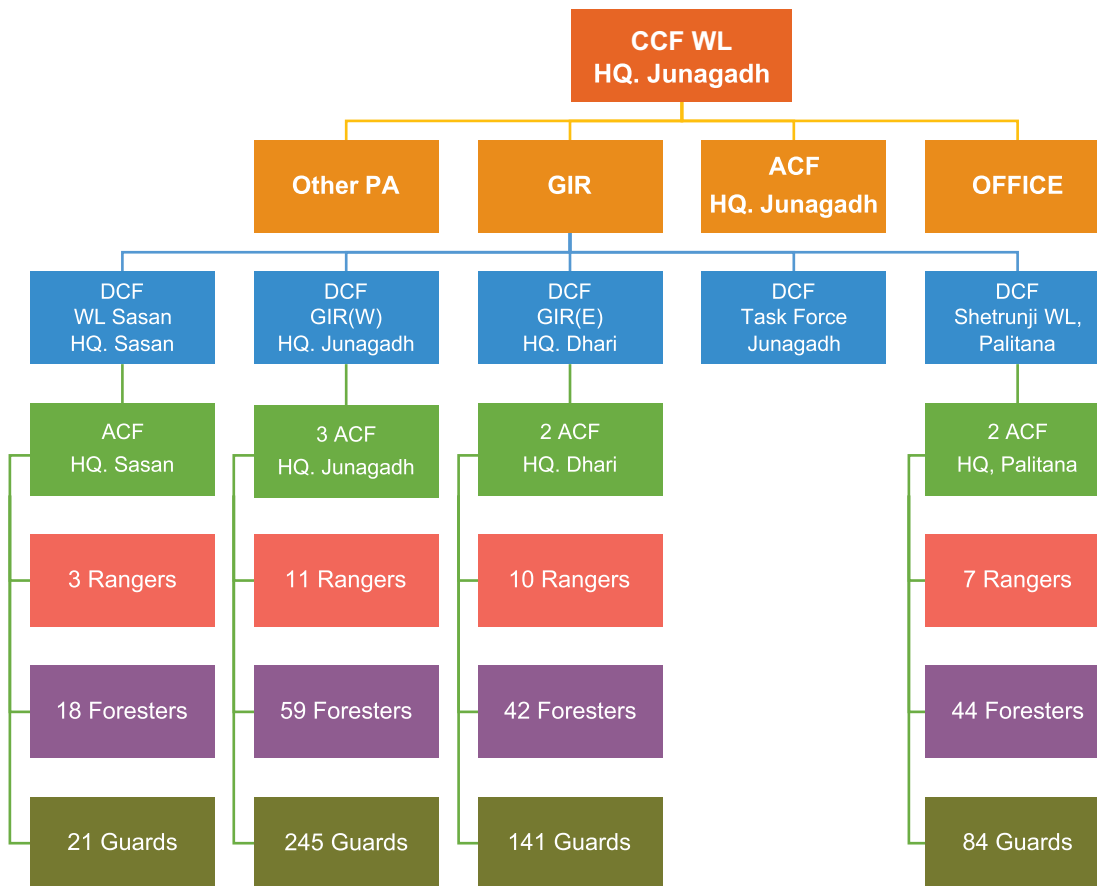 CCF WL
HQ. Junagadh
Other PA
GIR
ACF
HQ. Junagadh
OFFICE
DCF
WL Sasan
HQ. Sasan
DCF
GIR(W)
HQ. Junagadh
DCF
GIR(E)
HQ. Dhari
DCF
Task Force
Junagadh
DCF
Shetrunji WL,
Palitana
ACF
HQ. Sasan
3 ACF
HQ. Junagadh
2 ACF
HQ. Dhari
2 ACF
HQ, Palitana
3 Rangers
11 Rangers
10 Rangers
7 Rangers
18 Foresters
59 Foresters
42 Foresters
44 Foresters
21 Guards
245 Guards
141 Guards
84 Guards